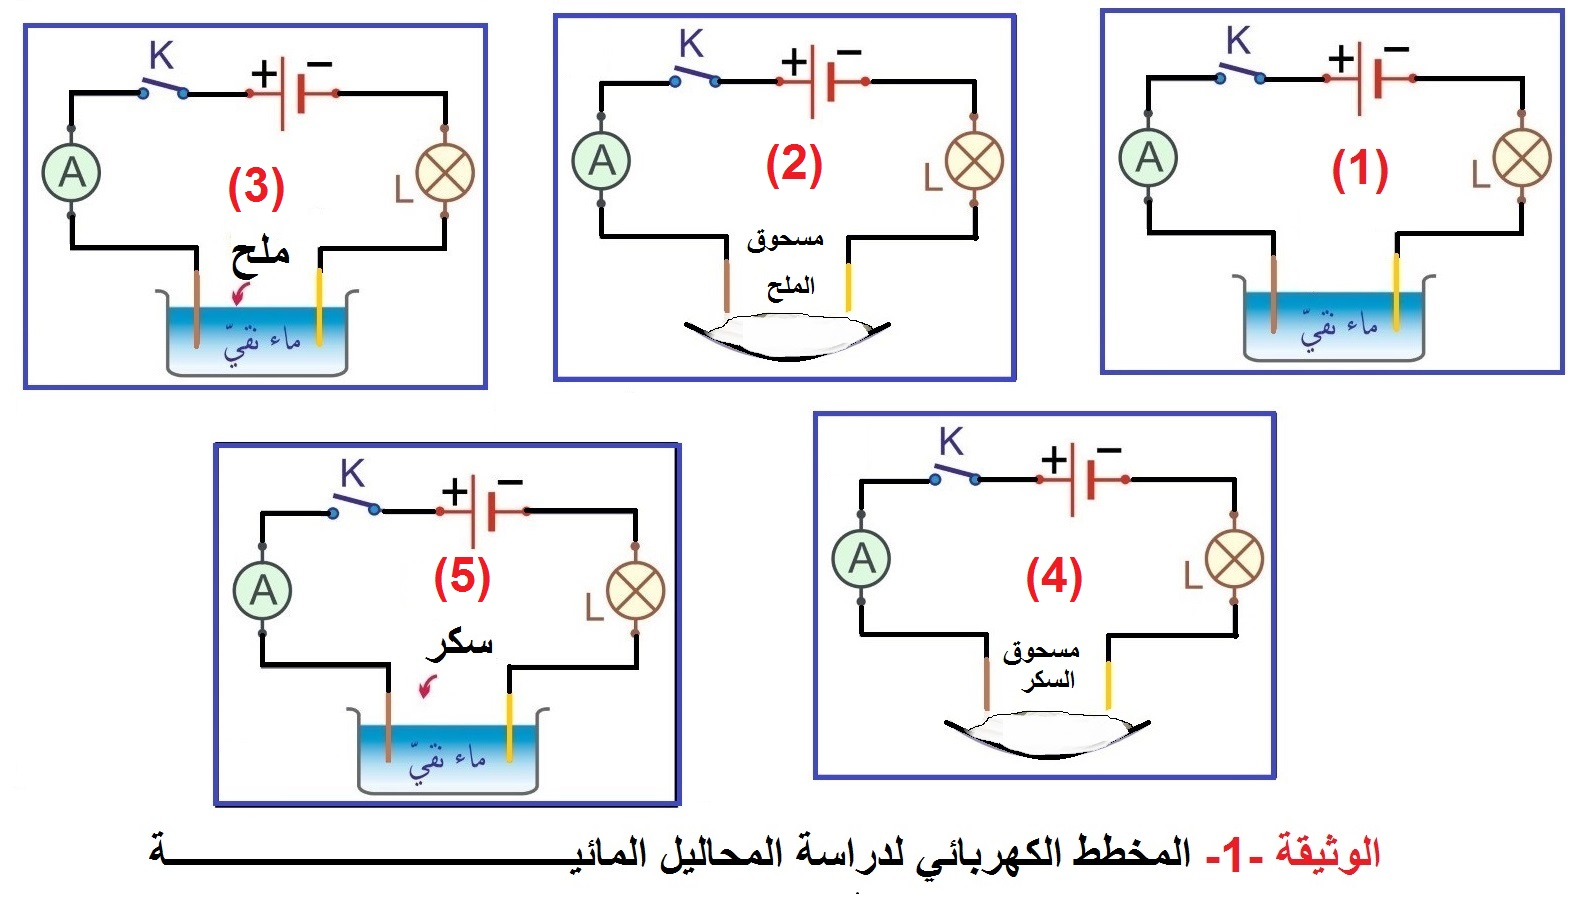 K
+ −
A
(1)
L
ماء نقيّ
K
+ −
A
(2)
L
مسحوق
الملح
K
+ −
A
(3)
L
ملح
ماء نقيّ
K
+ −
A
(4)
L
مسحوق
السكر
K
+ −
A
(5)
L
سكر
ماء نقيّ
الوثيقة -1- المخطط الكهربائي لدراسة المحاليل المائيـــــــــــــــــــــــــــــــــة